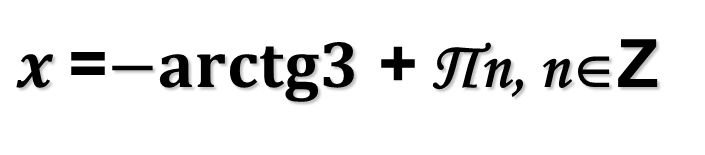 x =−arctg3 + πn, n∈Z